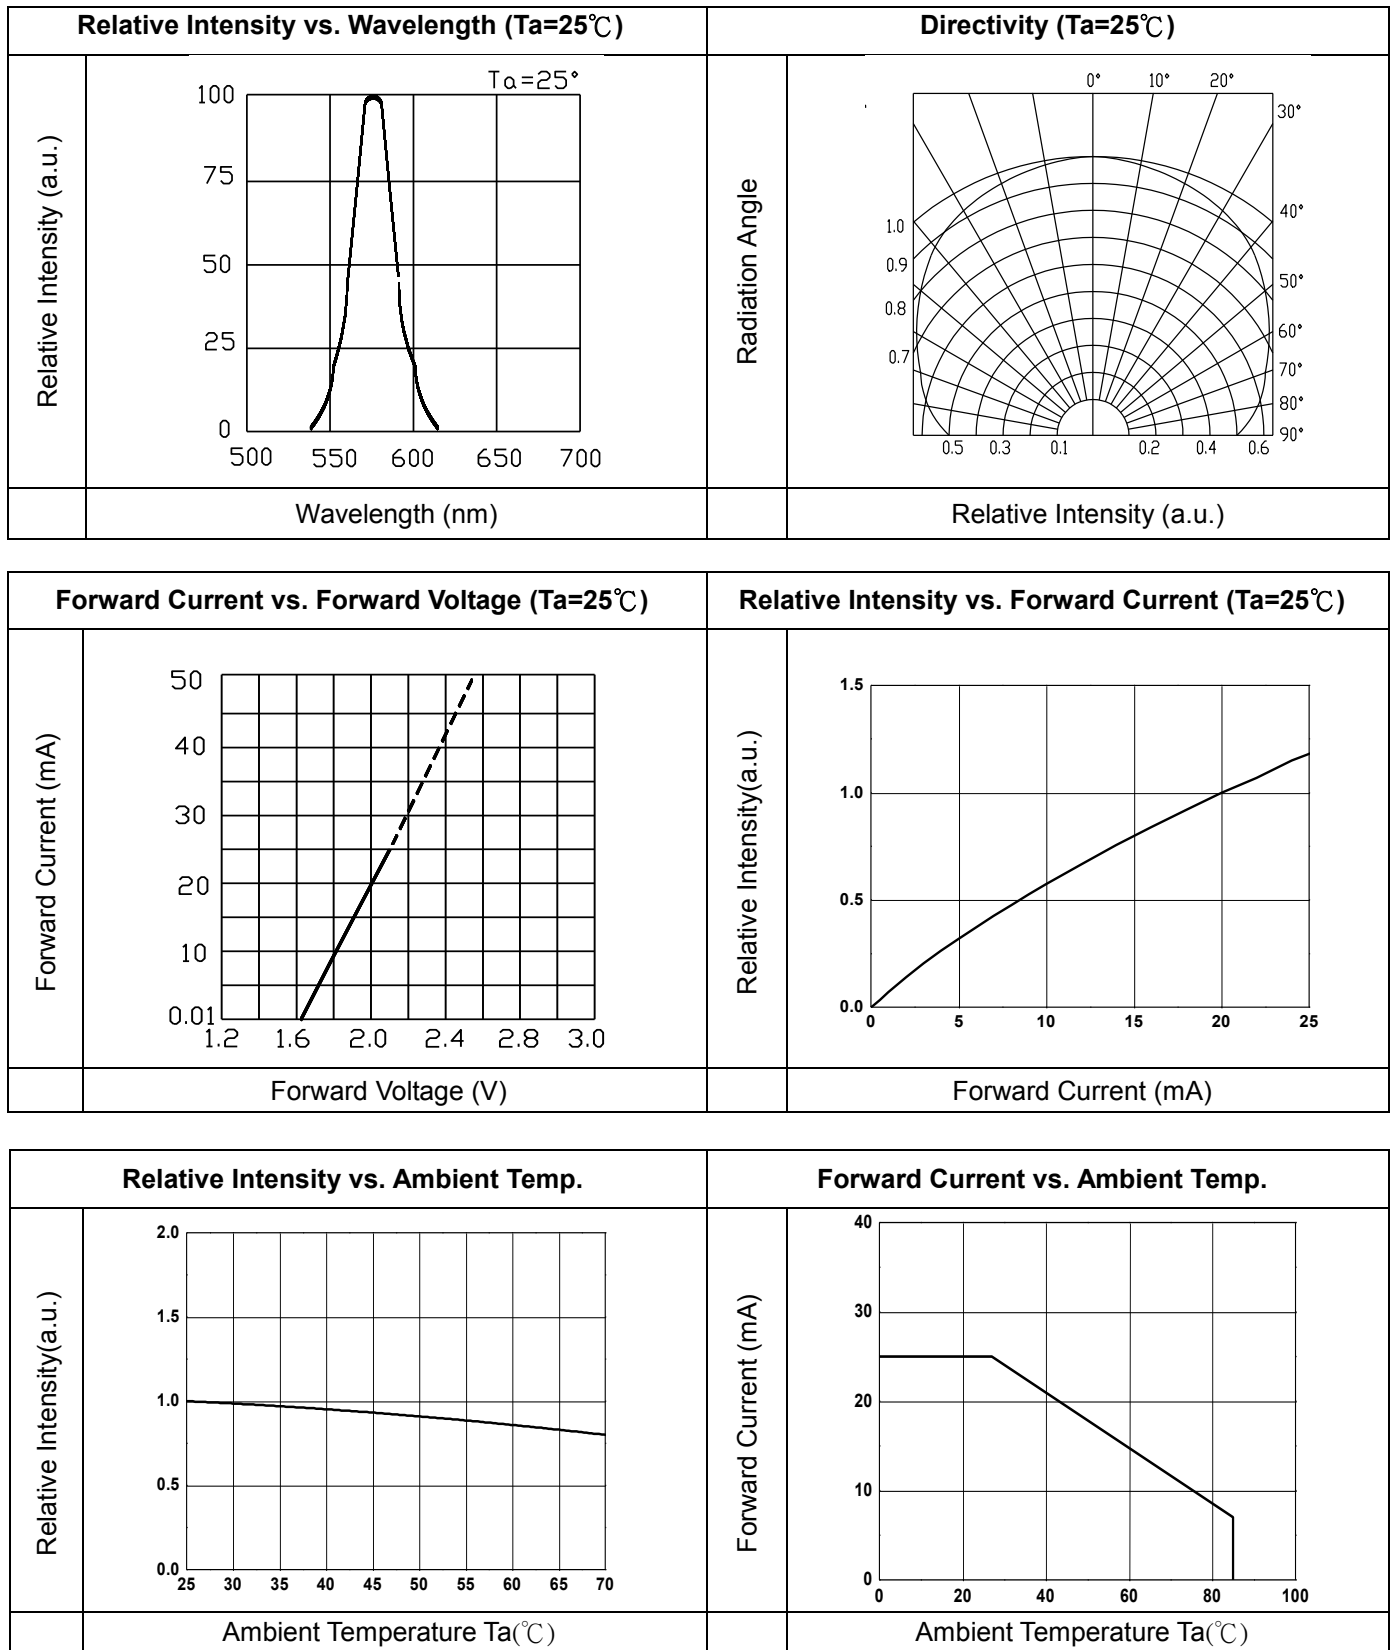 Relative Intensity vs. Wavelength (Ta=25℃)
Directivity (Ta=25℃)
Relative Intensity (a.u.)
Ta=25°
100
75
50
25
0
500 550 600 650 700
Wavelength (nm)
Radiation Angle
0° 10° 20°
30°
40°
50°
60°
70°
80°
90°
1.0
0.9
0.8
0.7
0.5 0.3 0.1 0.2 0.4 0.6
Relative Intensity (a.u.)
Forward Current vs. Forward Voltage (Ta=25℃)
Relative Intensity vs. Forward Current (Ta=25℃)
Forward Current (mA)
50
40
30
20
10
0.01
1.2 1.6 2.0 2.4 2.8 3.0
Forward Voltage (V)
Relative Intensity(a.u.)
1.5
1.0
0.5
0.0
0 5 10 15 20 25
Forward Current (mA)
Relative Intensity vs. Ambient Temp.
Forward Current vs. Ambient Temp.
Relative Intensity(a.u.)
2.0
1.5
1.0
0.5
0.0
25 30 35 40 45 50 55 60 65 70
Ambient Temperature Ta(℃)
Forward Current (mA)
40
30
20
10
0
0 20 40 60 80 100
Ambient Temperature Ta(℃)